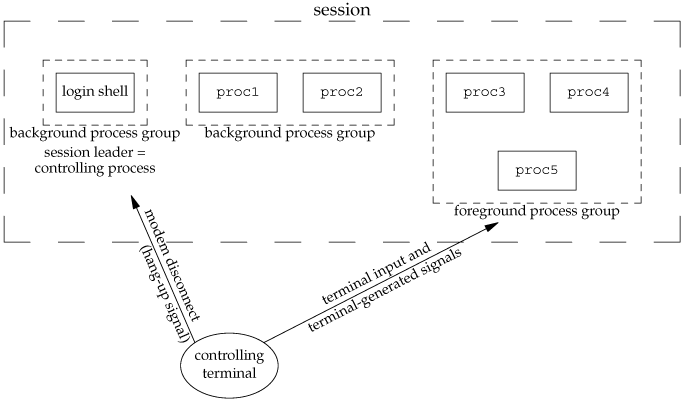 session
login shell
proc1
proc2
proc3
proc4
proc5
background process group
session leader =
controlling process
background process group
foreground process group
modem disconnect
(hang-up signal)
terminal input and
terminal-generated signals
controlling
terminal